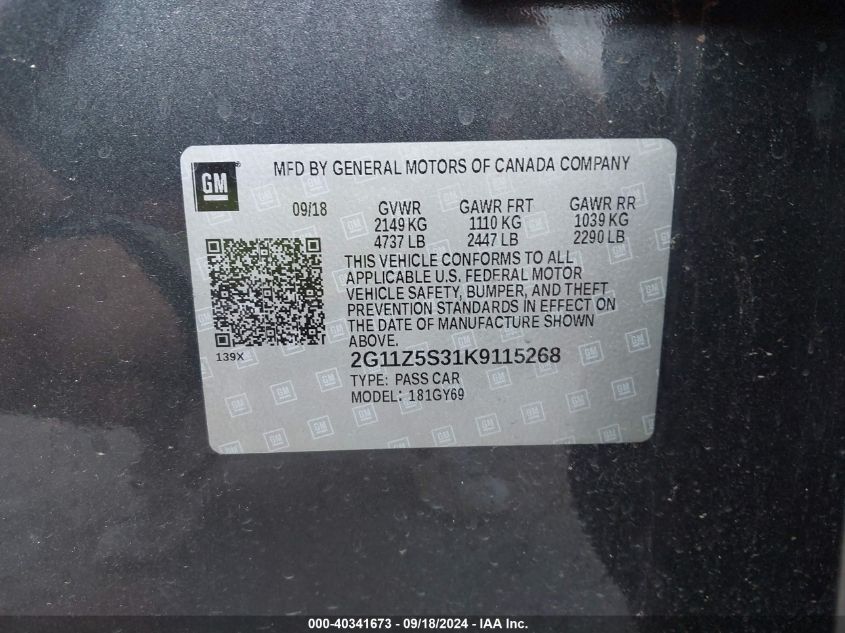 GM
MFD BY GENERAL MOTORS OF CANADA COMPANY
09/18 GVWR GAWR FRT GAWR RR
2149 KG 1110 KG 1039 KG
4737 LB 2447 LB 2290 LB
THIS VEHICLE CONFORMS TO ALL
APPLICABLE U.S. FEDERAL MOTOR
VEHICLE SAFETY, BUMPER, AND THEFT
PREVENTION STANDARDS IN EFFECT ON
THE DATE OF MANUFACTURE SHOWN
ABOVE.
139X
2G11Z5S31K9115268
TYPE: PASS CAR
MODEL: 181GY69
000-40341673 - 09/18/2024 - IAA Inc.